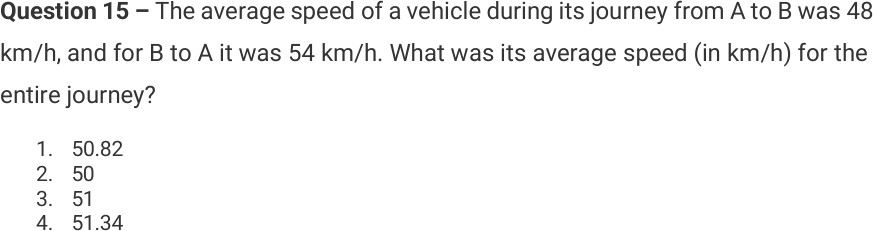 Question 15 – The average speed of a vehicle during its journey from A to B was 48
km/h, and for B to A it was 54 km/h. What was its average speed (in km/h) for the
entire journey?
1. 50.82
2. 50
3. 51
4. 51.34